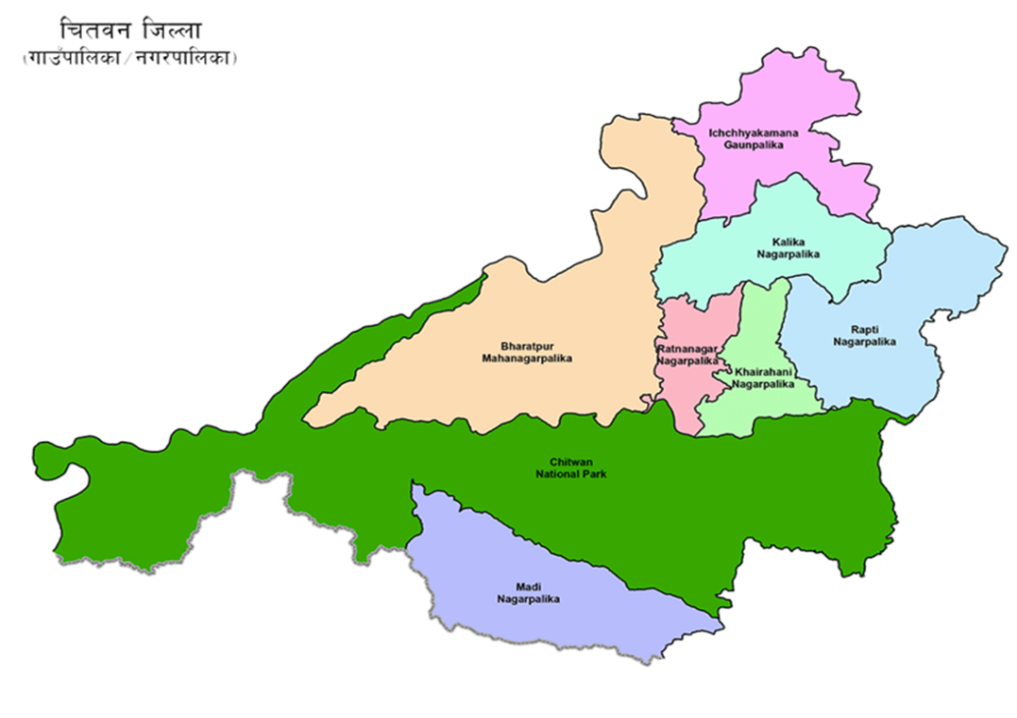 चितवन जिल्ला
(गाउँपालिका/नगरपालिका)
Ichchhyakamana
Gaunpalika
Kalika
Nagarpalika
Rapti
Nagarpalika
Bharatpur
Mahanagarpalika
Ratnanagar
Nagarpalika
Khairahani
Nagarpalika
Chitwan
National Park
Madi
Nagarpalika